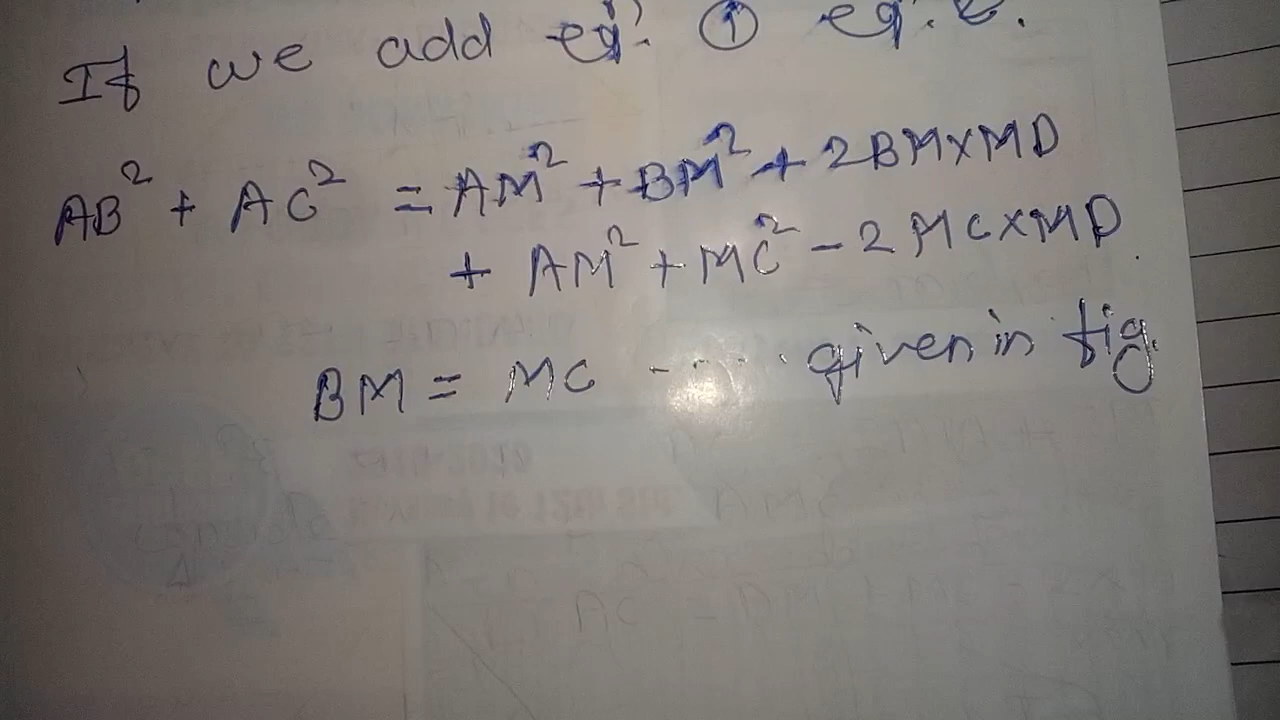 If we add eqⁿ. ① eq. 2.
AB² + AC² = AM² + BM² + 2BM×MD
+ AM² + MC² - 2MC×MD.
BM = MC ---- given in fig.